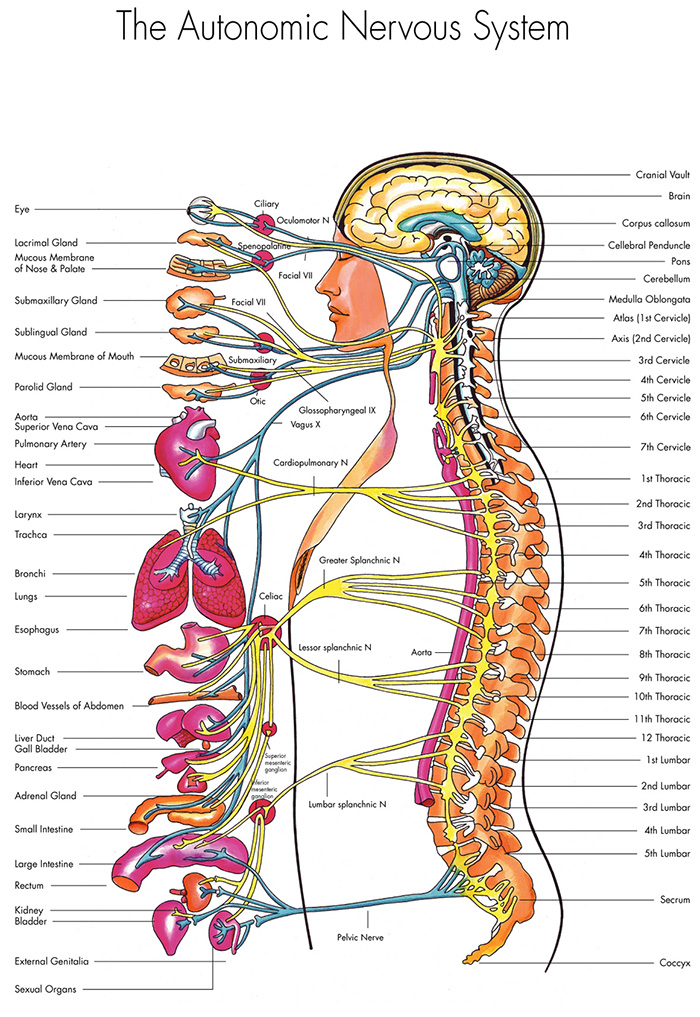 The Autonomic Nervous System
Eye
Lacrimal Gland
Mucous Membrane
of Nose & Palate
Submaxillary Gland
Sublingual Gland
Mucous Membrane of Mouth
Parolid Gland
Aorta
Superior Vena Cava
Pulmonary Artery
Heart
Inferior Vena Cava
Larynx
Trachca
Bronchi
Lungs
Esophagus
Stomach
Blood Vessels of Abdomen
Liver Duct
Gall Bladder
Pancreas
Adrenal Gland
Small Intestine
Large Intestine
Rectum
Kidney
Bladder
External Genitalia
Sexual Organs
Ciliary
Oculomotor N
Spenopalatine
Facial VII
Facial VII
Submaxiliary
Otic
Glossopharyngeal IX
Vagus X
Cardiopulmonary N
Greater Splanchnic N
Celiac
Lessor splanchnic N
Aorta
Superior
mesenteric
ganglion
Inferior
mesenteric
ganglion
Lumbar splanchnic N
Pelvic Nerve
Cranial Vault
Brain
Corpus callosum
Cellebral Penduncle
Pons
Cerebellum
Medulla Oblongata
Atlas (1st Cervicle)
Axis (2nd Cervicle)
3rd Cervicle
4th Cervicle
5th Cervicle
6th Cervicle
7th Cervicle
1st Thoracic
2nd Thoracic
3rd Thoracic
4th Thoracic
5th Thoracic
6th Thoracic
7th Thoracic
8th Thoracic
9th Thoracic
10th Thoracic
11th Thoracic
12 Thoracic
1st Lumbar
2nd Lumbar
3rd Lumbar
4th Lumbar
5th Lumbar
Secrum
Coccyx